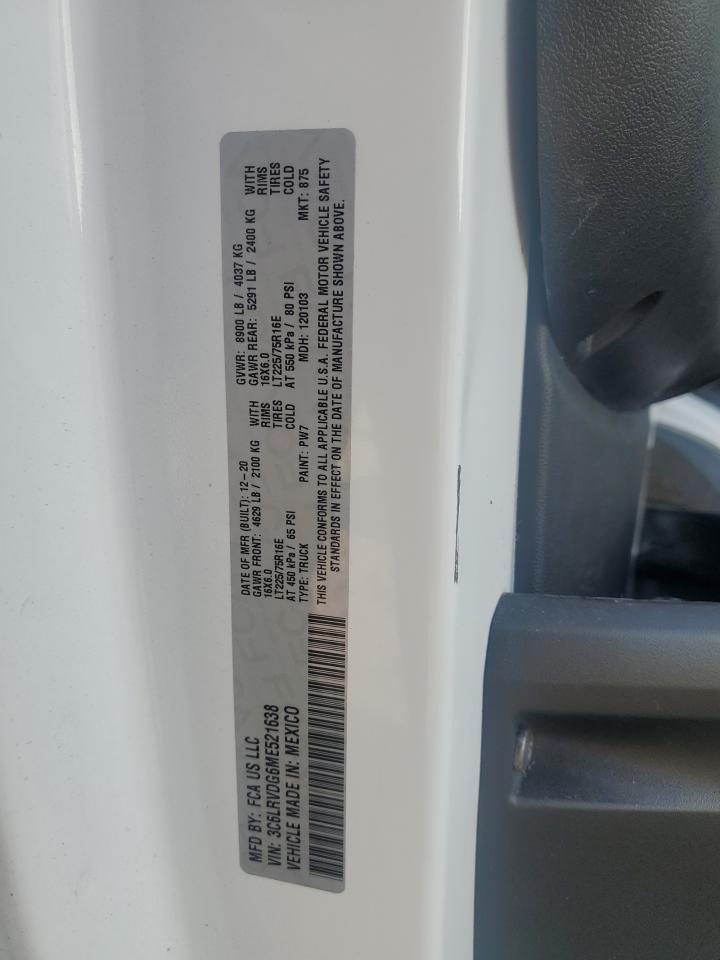 MFD BY: FCA US LLC
VIN: 3C6LRVDG6ME521638
VEHICLE MADE IN: MEXICO
DATE OF MFR (BUILT): 12-20 GVWR: 8900 LB / 4037 KG
GAWR FRONT: 4629 LB / 2100 KG WITH GAWR REAR: 5291 LB / 2400 KG WITH
16X6.0 RIMS 16X6.0 RIMS
LT225/75R16E TIRES LT225/75R16E TIRES
AT 450 kPa / 65 PSI COLD AT 550 kPa / 80 PSI COLD
TYPE: TRUCK PAINT: PW7 MDH: 120103 MKT: 875
THIS VEHICLE CONFORMS TO ALL APPLICABLE U.S.A. FEDERAL MOTOR VEHICLE SAFETY
STANDARDS IN EFFECT ON THE DATE OF MANUFACTURE SHOWN ABOVE.